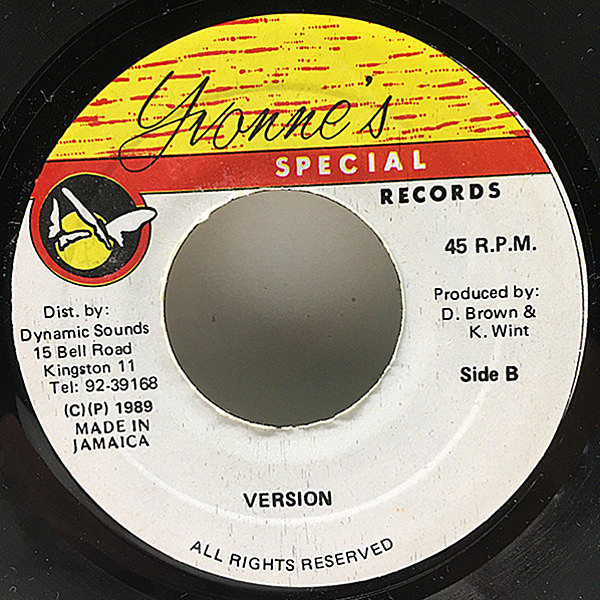 Yvonne's
SPECIAL
RECORDS
45 R.P.M.
Produced by:
D. Brown &
K. Wint
Side B
Dist. by:
Dynamic Sounds
15 Bell Road
Kingston 11
Tel: 92-39168
(C)(P) 1989
MADE IN
JAMAICA
VERSION
ALL RIGHTS RESERVED